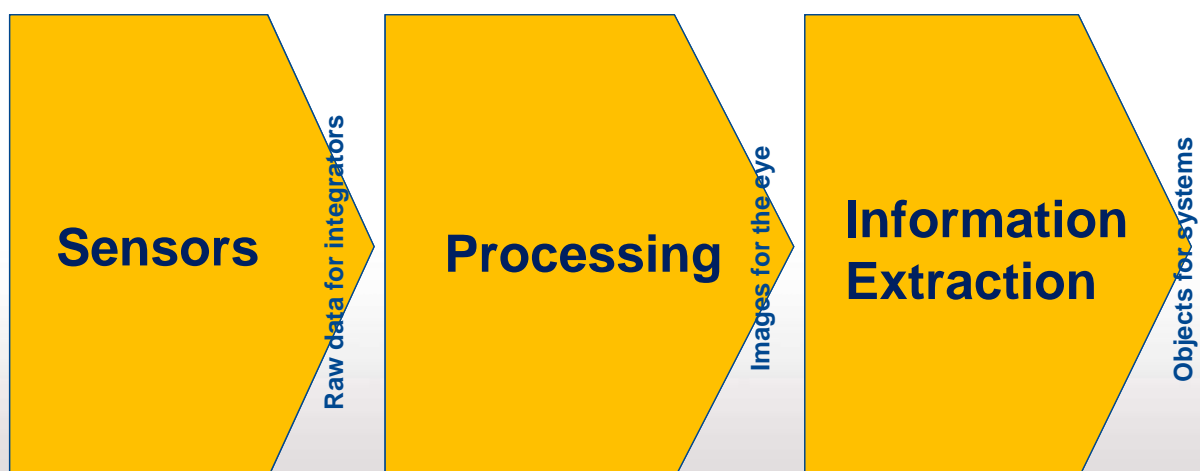 Sensors
Raw data for integrators
Processing
Images for the eye
Information
Extraction
Objects for systems